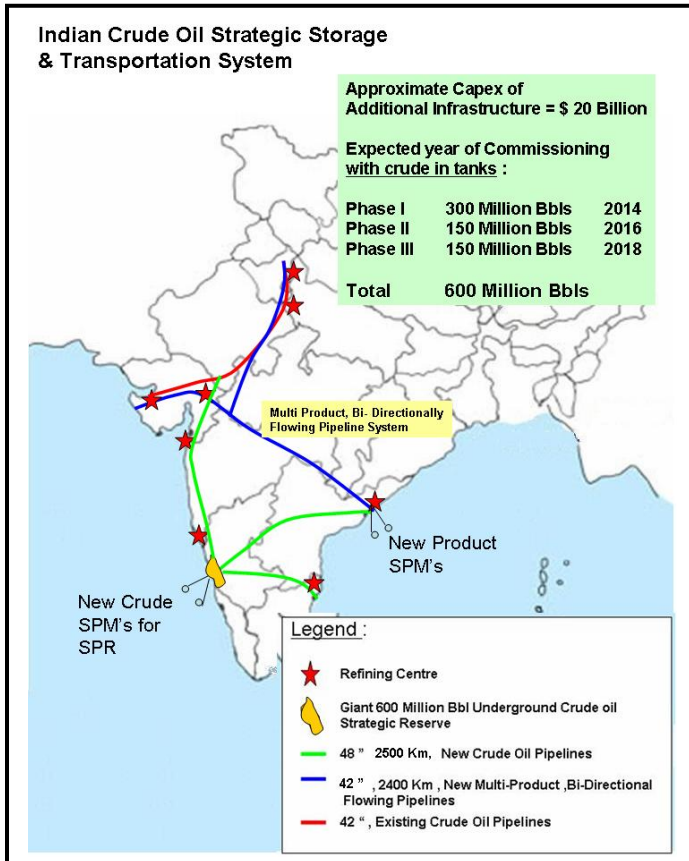 Indian Crude Oil Strategic Storage
& Transportation System
Approximate Capex of
Additional Infrastructure = $ 20 Billion
Expected year of Commissioning
with crude in tanks :
Phase I 300 Million Bbls 2014
Phase II 150 Million Bbls 2016
Phase III 150 Million Bbls 2018
Total 600 Million Bbls
Multi Product, Bi- Directionally
Flowing Pipeline System
New Product
SPM's
New Crude
SPM's for
SPR
Legend :
Refining Centre
Giant 600 Million Bbl Underground Crude oil
Strategic Reserve
48 " 2500 Km, New Crude Oil Pipelines
42 " , 2400 Km , New Multi-Product ,Bi-Directional
Flowing Pipelines
42 " , Existing Crude Oil Pipelines